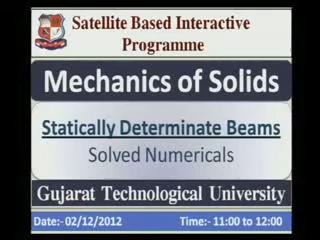 Satellite Based Interactive
Programme
Mechanics of Solids
Statically Determinate Beams
Solved Numericals
Gujarat Technological University
Date:- 02/12/2012 Time:- 11:00 to 12:00